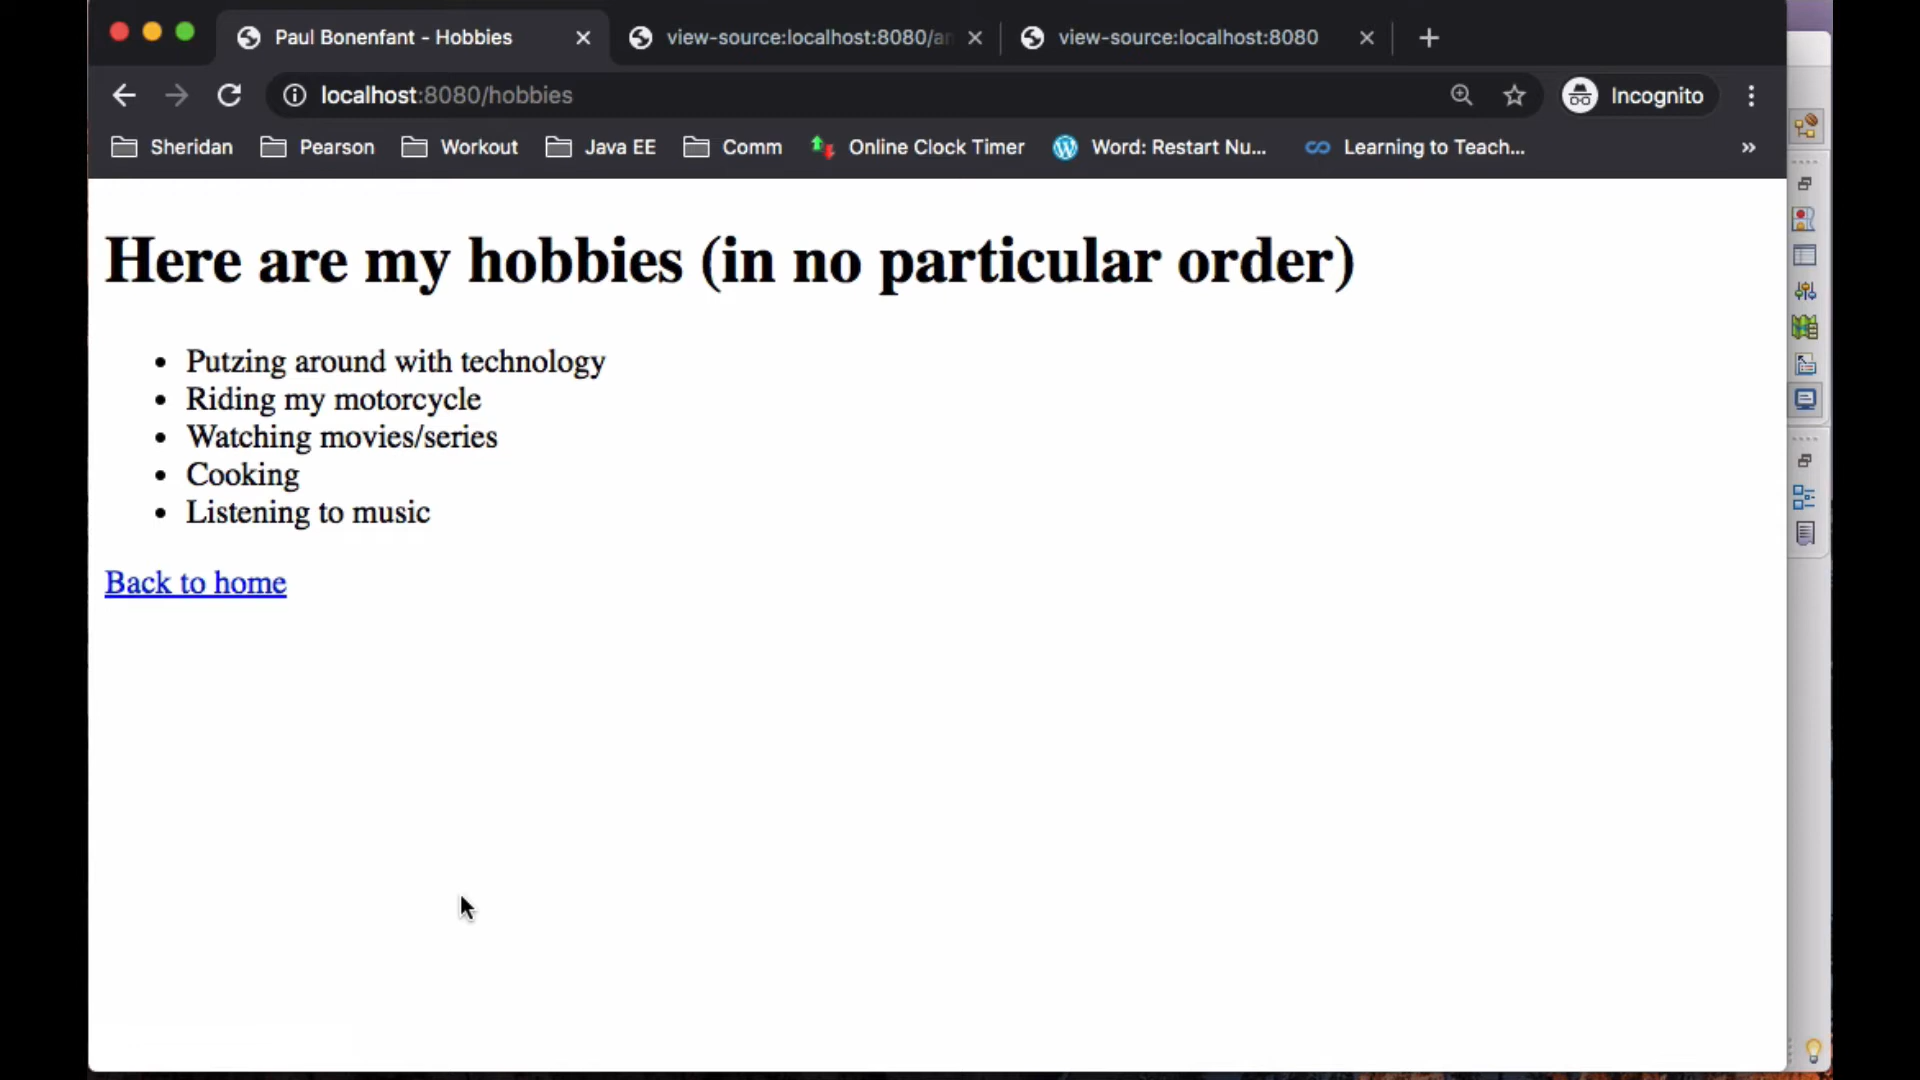 Paul Bonenfant - Hobbies
view-source:localhost:8080/a
view-source:localhost:8080
localhost:8080/hobbies
Incognito
Sheridan
Pearson
Workout
Java EE
Comm
Online Clock Timer
Word: Restart Nu...
Learning to Teach...
Here are my hobbies (in no particular order)
• Putzing around with technology
• Riding my motorcycle
• Watching movies/series
• Cooking
• Listening to music
Back to home